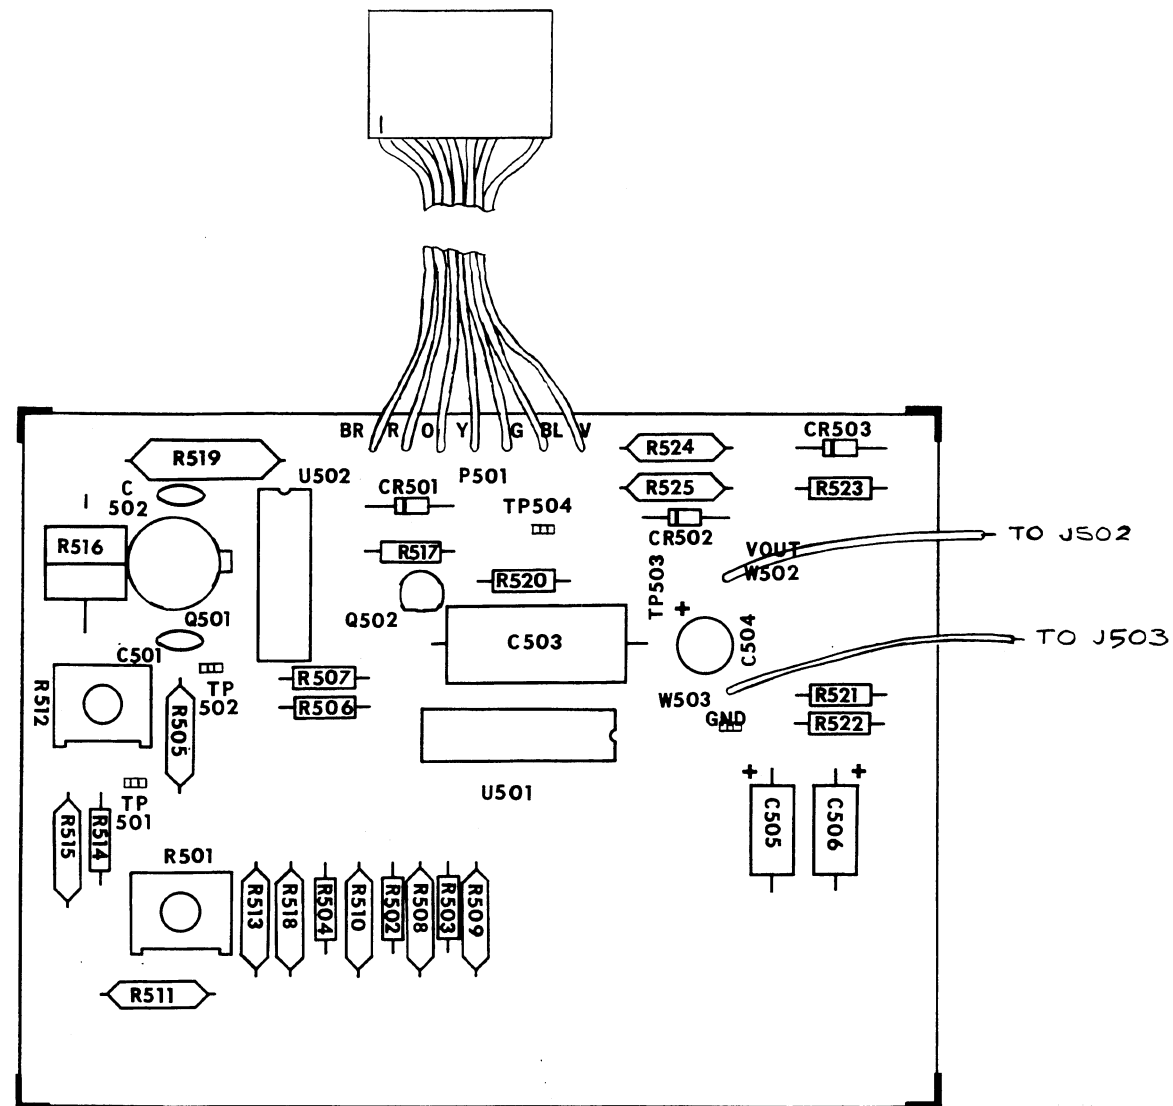 BR R O Y G BL V
CR503
R519
U502
P501
R524
C
502
CR501
R525
R523
TP504
CR502
TO J502
R516
R517
VOUT
W502
R520
TP503
+
Q501
Q502
C503
C504
TO J503
C501
R512
TP
502
R507
R506
R505
W503
GND
R521
R522
U501
+
+
C505
C506
TP
501
R515
R514
R501
R513
R518
R504
R510
R502
R508
R503
R509
R511